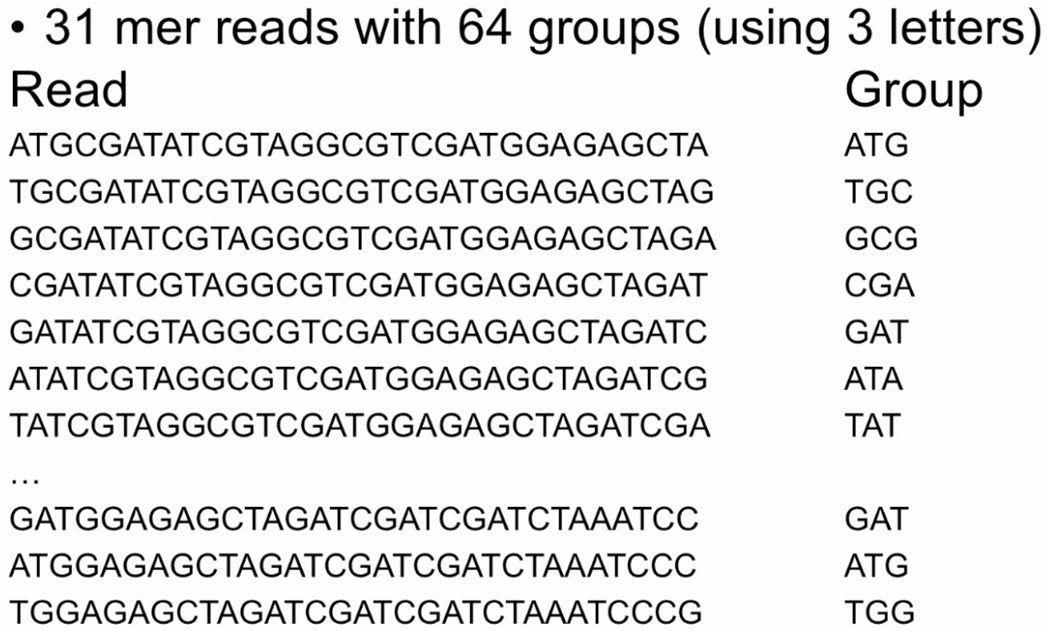 • 31 mer reads with 64 groups (using 3 letters)
Read Group
ATGCGATATCGTAGGCGTCGATGGAGAGCTA ATG
TGCGATATCGTAGGCGTCGATGGAGAGCTAG TGC
GCGATATCGTAGGCGTCGATGGAGAGCTAGA GCG
CGATATCGTAGGCGTCGATGGAGAGCTAGAT CGA
GATATCGTAGGCGTCGATGGAGAGCTAGATC GAT
ATATCGTAGGCGTCGATGGAGAGCTAGATCG ATA
TATCGTAGGCGTCGATGGAGAGCTAGATCGA TAT
...
GATGGAGAGCTAGATCGATCGATCTAAATCC GAT
ATGGAGAGCTAGATCGATCGATCTAAATCCC ATG
TGGAGAGCTAGATCGATCGATCTAAATCCCG TGG